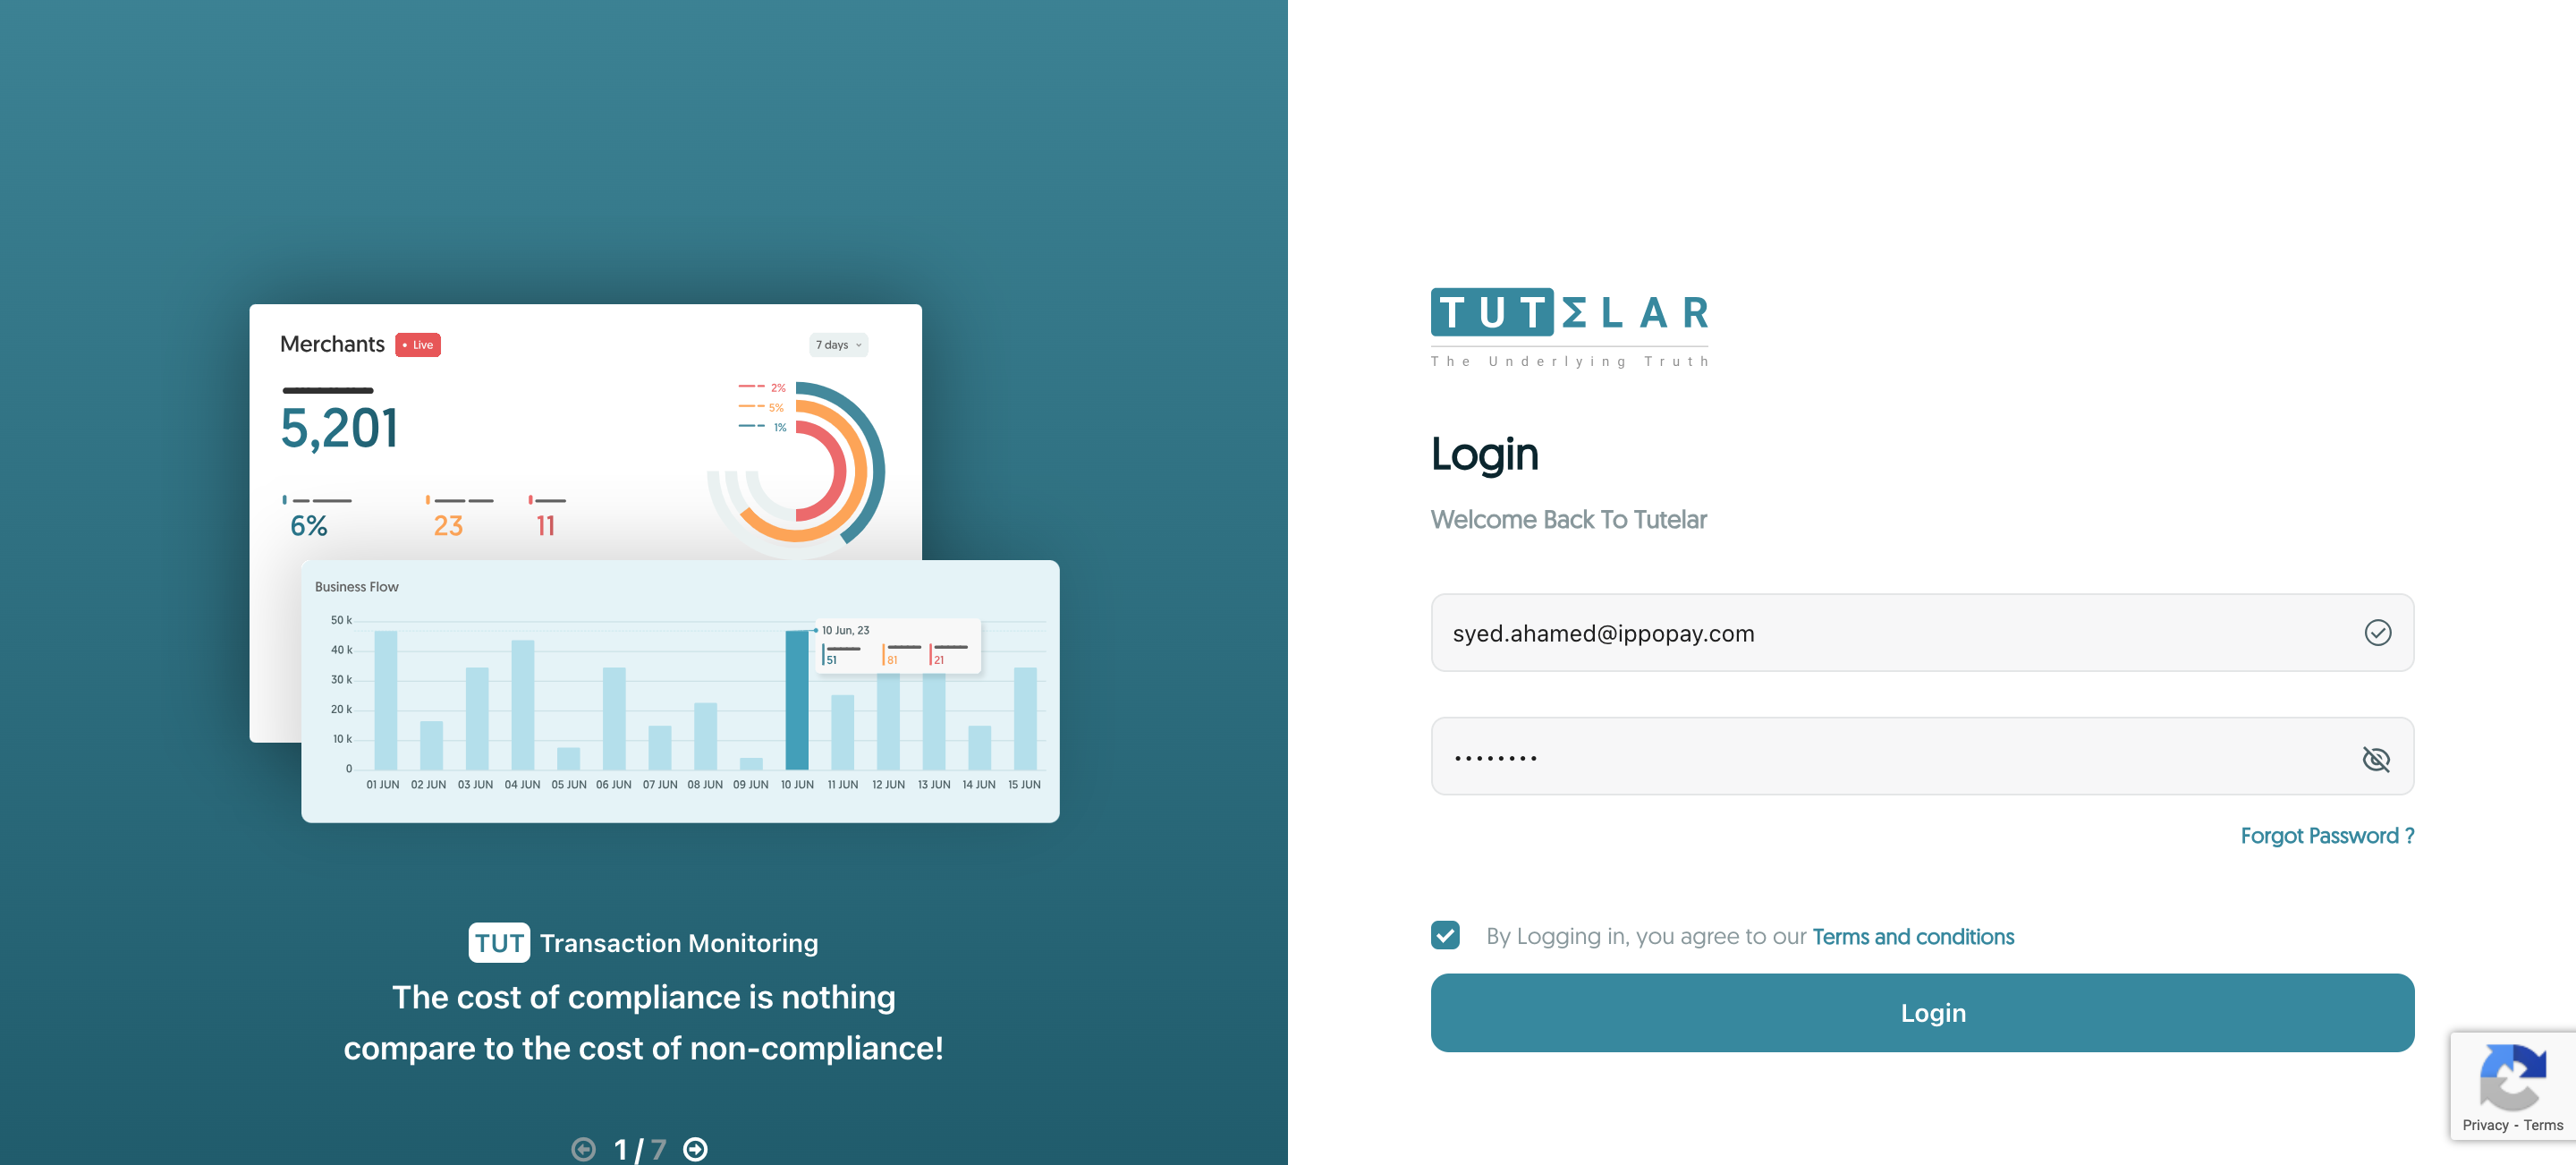 Merchants
• Live
7 days
5,201
2%
5%
1%
6%
23
11
Business Flow
50 k
40 k
30 k
20 k
10 k
0
10 Jun, 23
51
81
21
01 JUN 02 JUN 03 JUN 04 JUN 05 JUN 06 JUN 07 JUN 08 JUN 09 JUN 10 JUN 11 JUN 12 JUN 13 JUN 14 JUN 15 JUN
TUT Transaction Monitoring
The cost of compliance is nothing
compare to the cost of non-compliance!
1 / 7
TUTΣLAR
The Underlying Truth
Login
Welcome Back To Tutelar
syed.ahamed@ippopay.com
••••••••
Forgot Password ?
By Logging in, you agree to our Terms and conditions
Login
Privacy - Terms